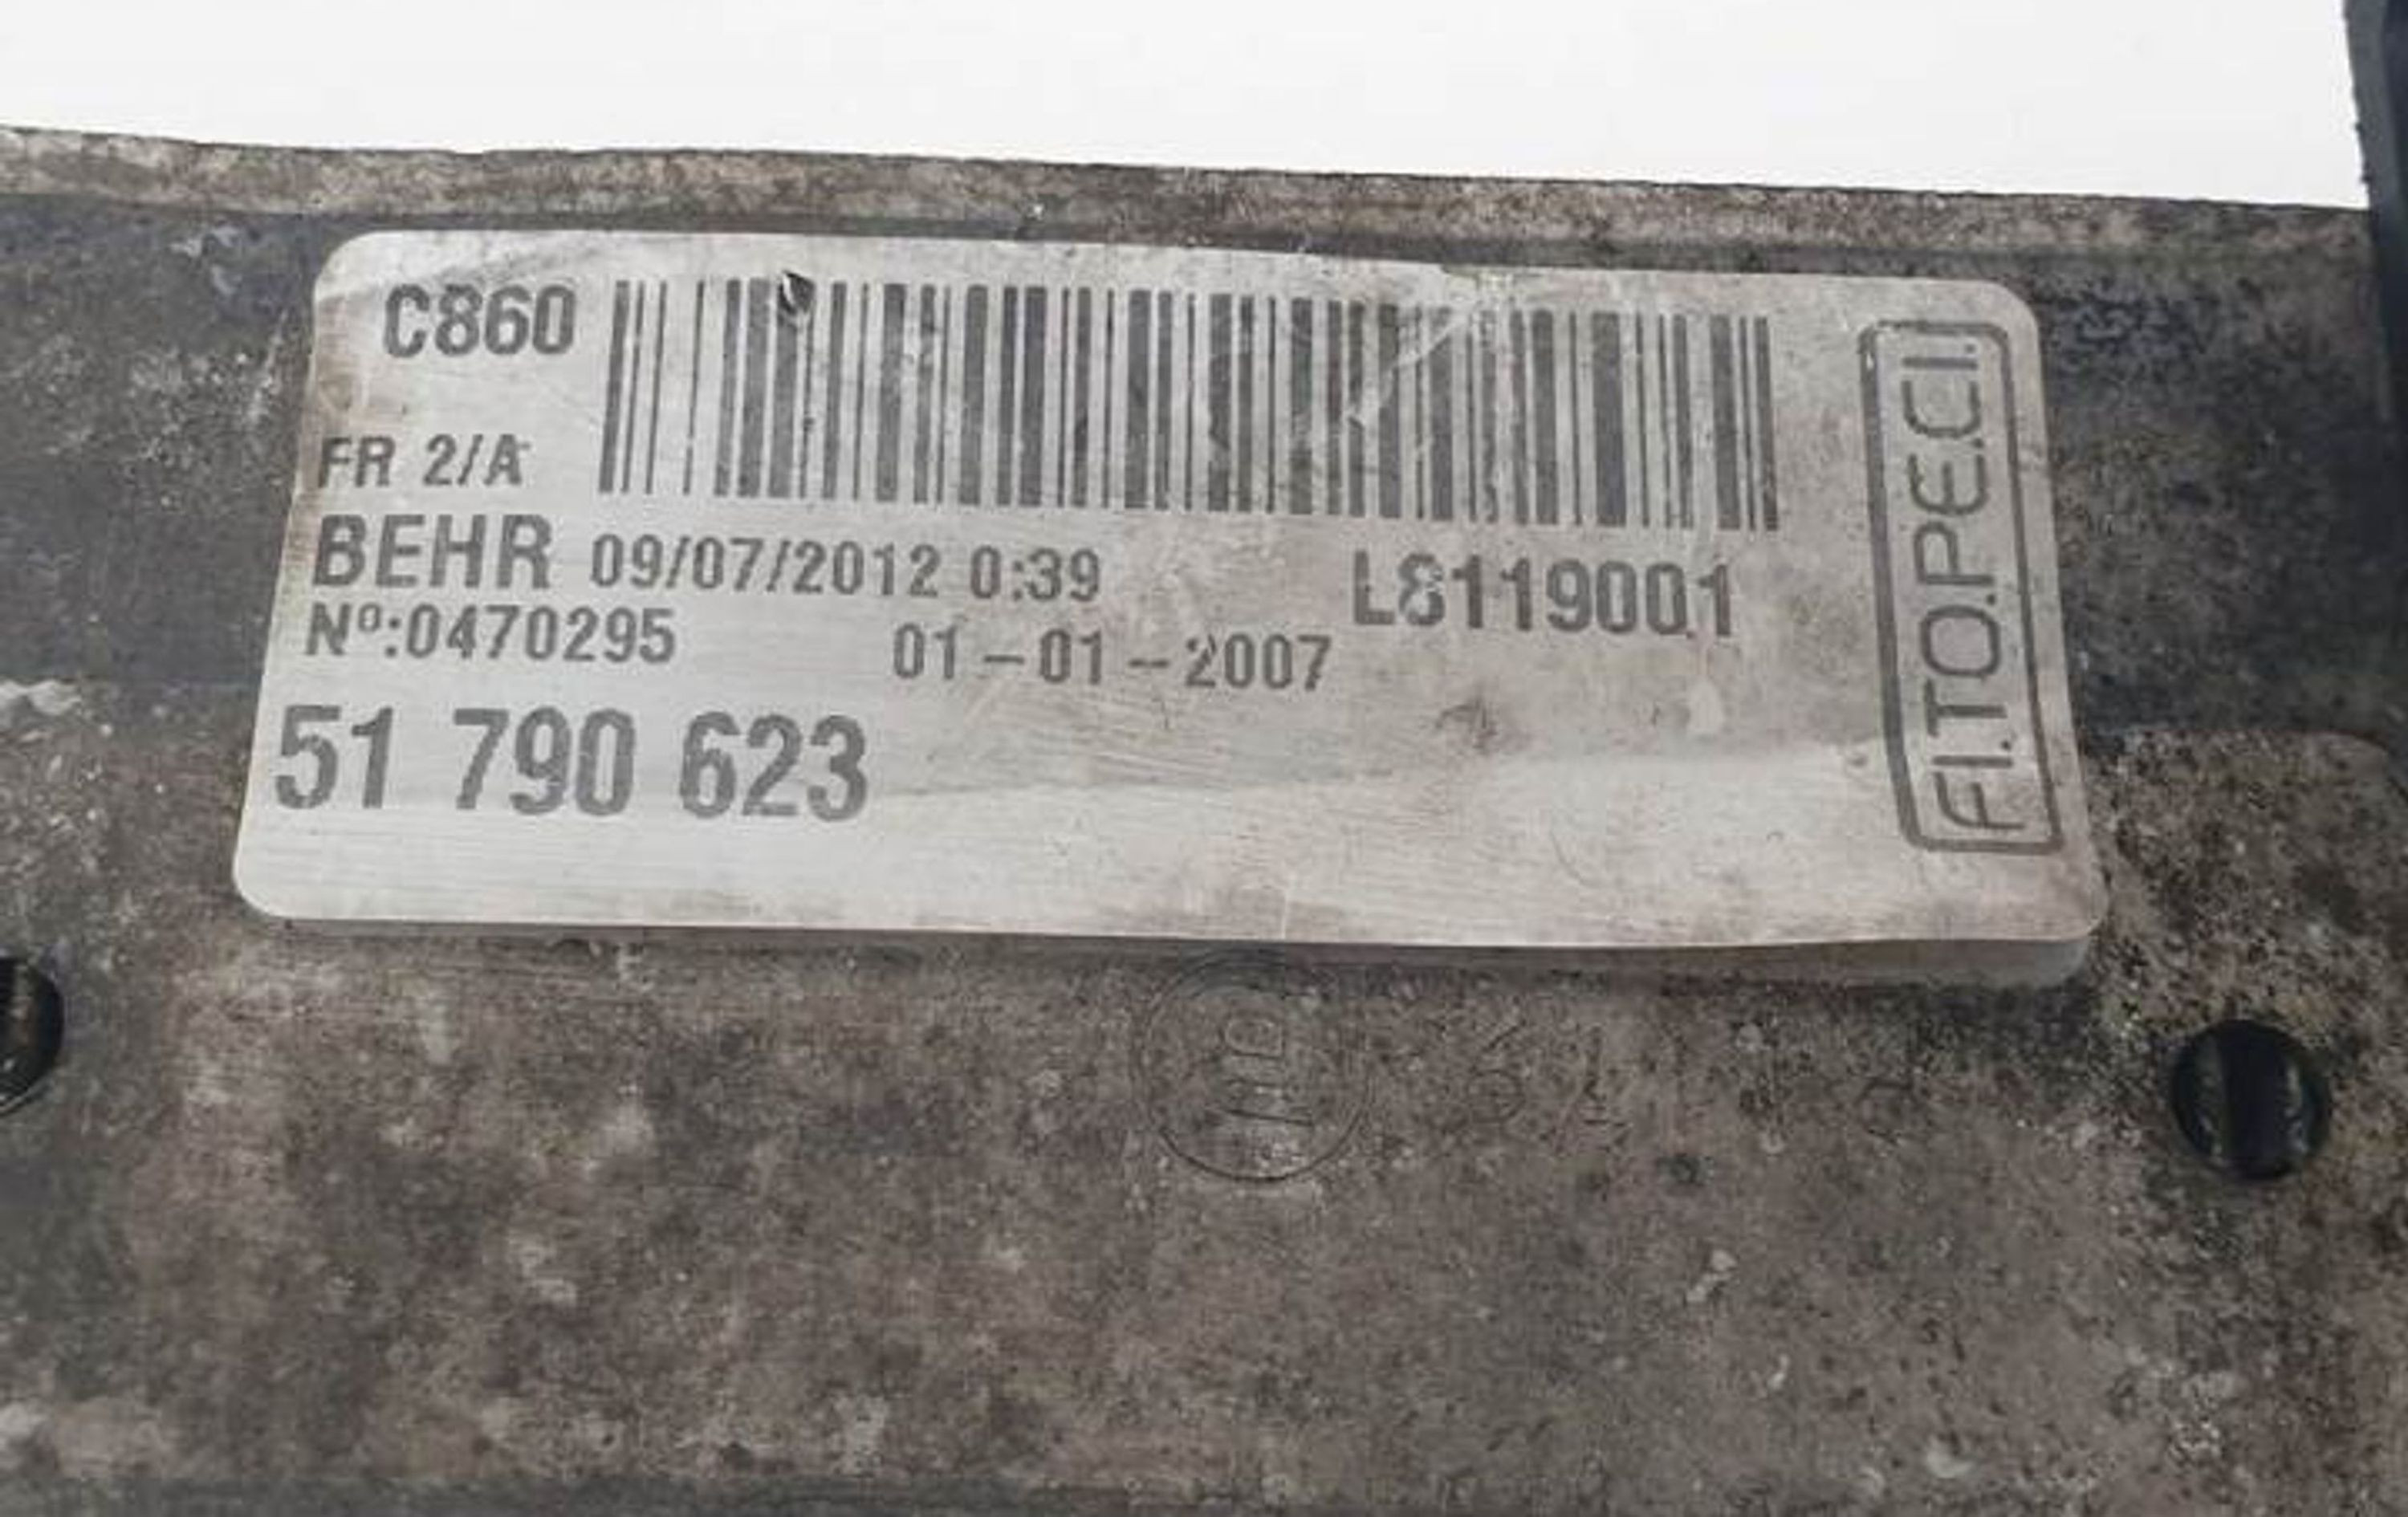 C860
FR 2/A
BEHR 09/07/2012 0:39
L8119001
Nº:0470295
01-01-2007
51 790 623
FI.TO.PE.CI.